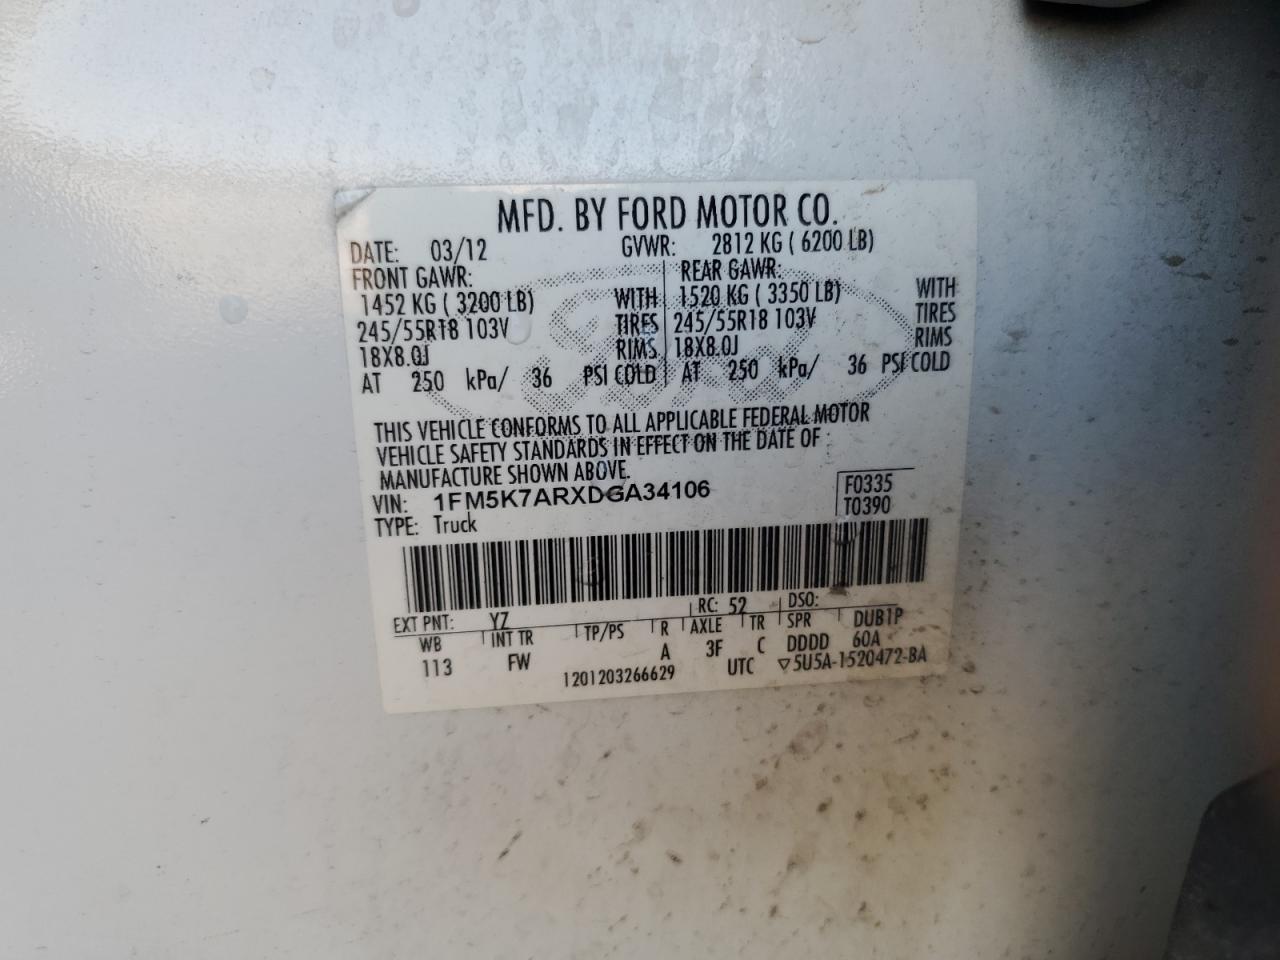 MFD. BY FORD MOTOR CO.
DATE: 03/12 GVWR: 2812 KG ( 6200 LB)
FRONT GAWR: REAR GAWR:
1452 KG ( 3200 LB) WITH 1520 KG ( 3350 LB) WITH
245/55R18 103V TIRES 245/55R18 103V TIRES
18X8.0J RIMS 18X8.0J RIMS
AT 250 kPa/ 36 PSI COLD AT 250 kPa/ 36 PSI COLD
THIS VEHICLE CONFORMS TO ALL APPLICABLE FEDERAL MOTOR
VEHICLE SAFETY STANDARDS IN EFFECT ON THE DATE OF
MANUFACTURE SHOWN ABOVE.
VIN: 1FM5K7ARXDGA34106 F0335
TYPE: Truck T0390
EXT PNT: YZ RC: 52 DSO:
WB INT TR TP/PS R AXLE TR SPR DUB1P
113 FW A 3F C DDDD 60A
1201203266629 UTC ▽5U5A-1520472-BA